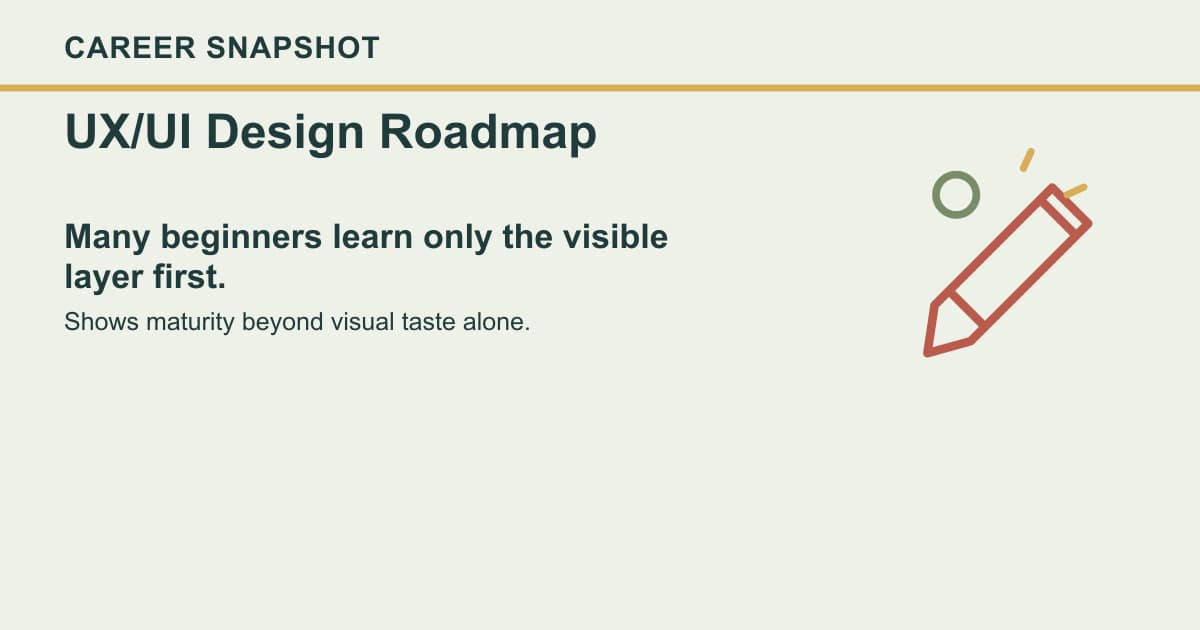 CAREER SNAPSHOT
UX/UI Design Roadmap
Many beginners learn only the visible
layer first.
Shows maturity beyond visual taste alone.